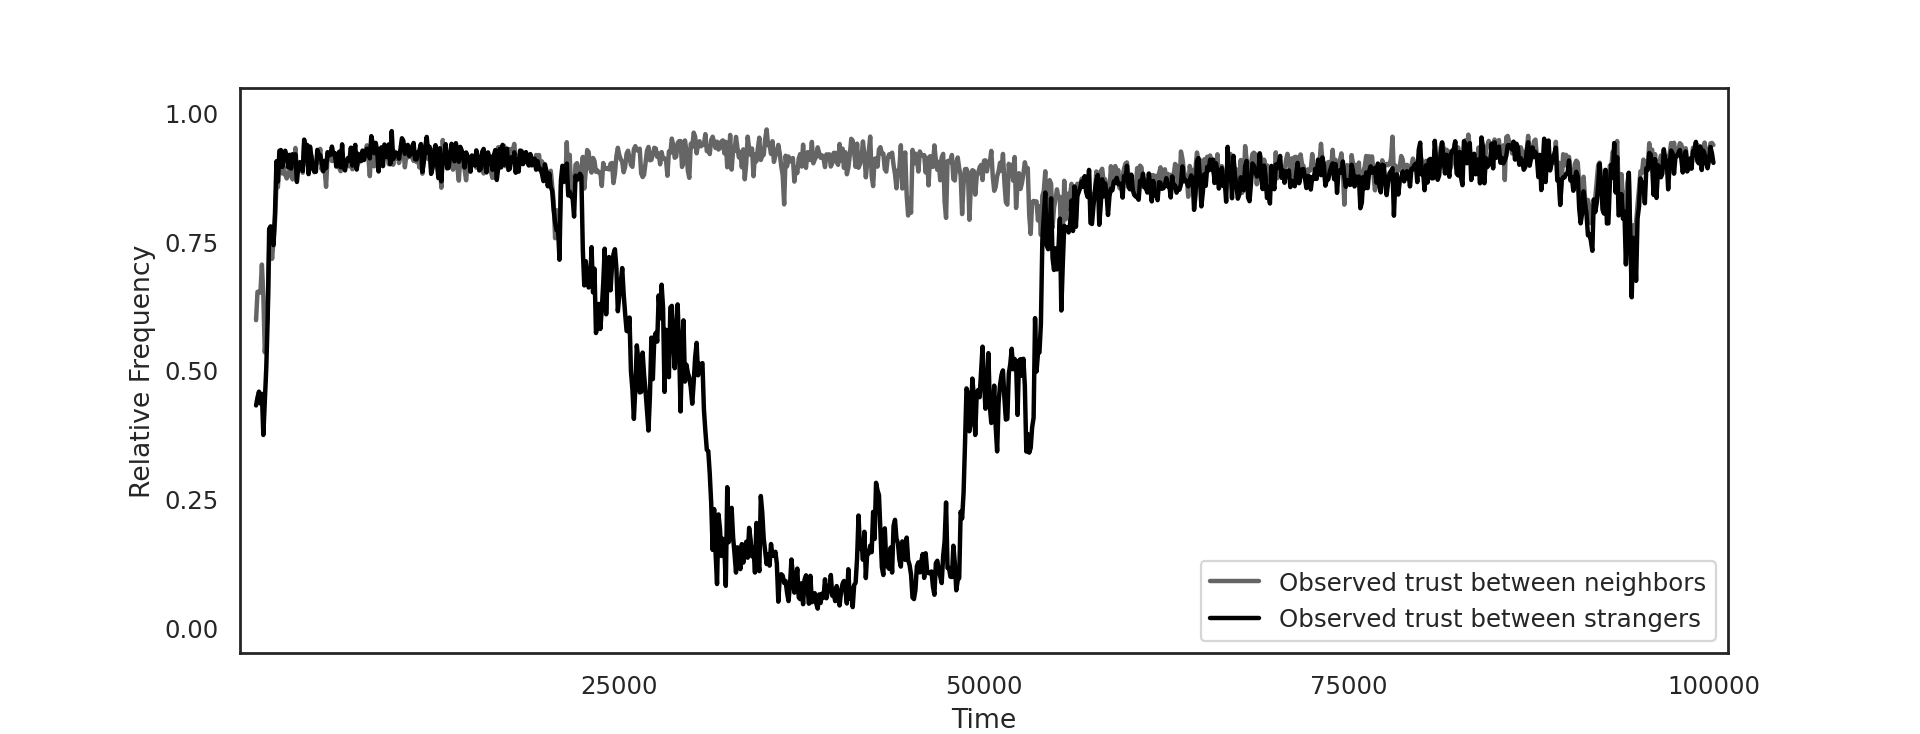 1.00
0.75
0.50
0.25
0.00
Relative Frequency
Observed trust between neighbors
Observed trust between strangers
25000
50000
75000
100000
Time